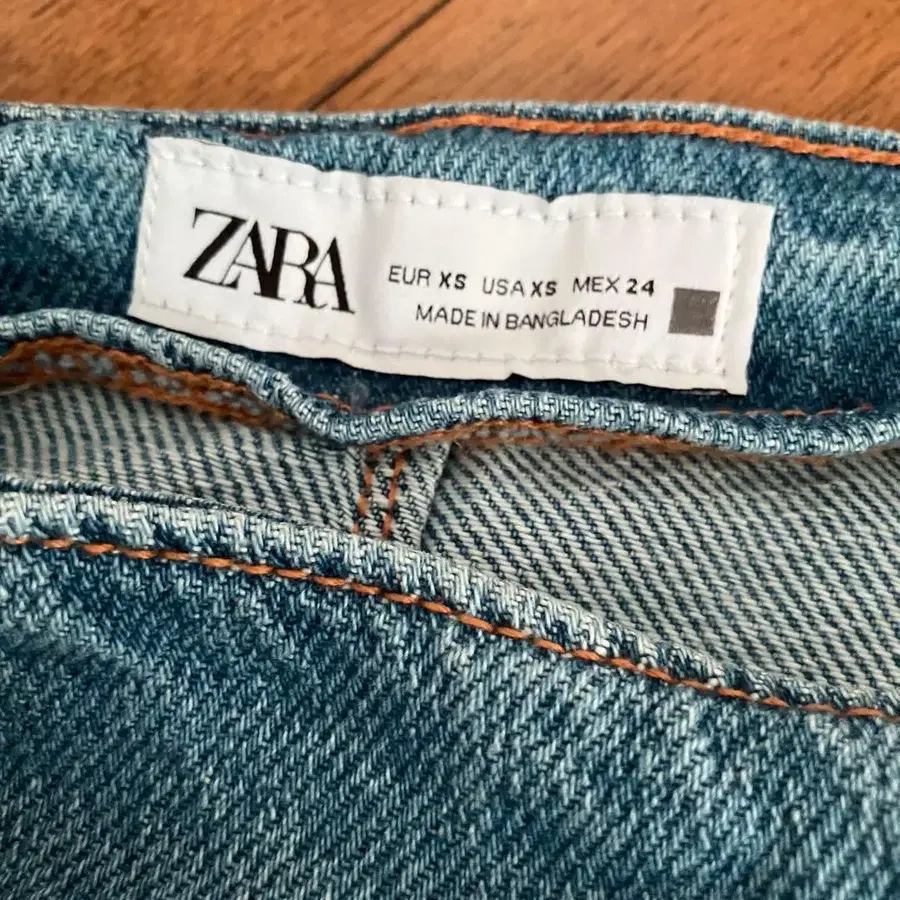 ZARA
EUR XS USA XS MEX 24
MADE IN BANGLADESH